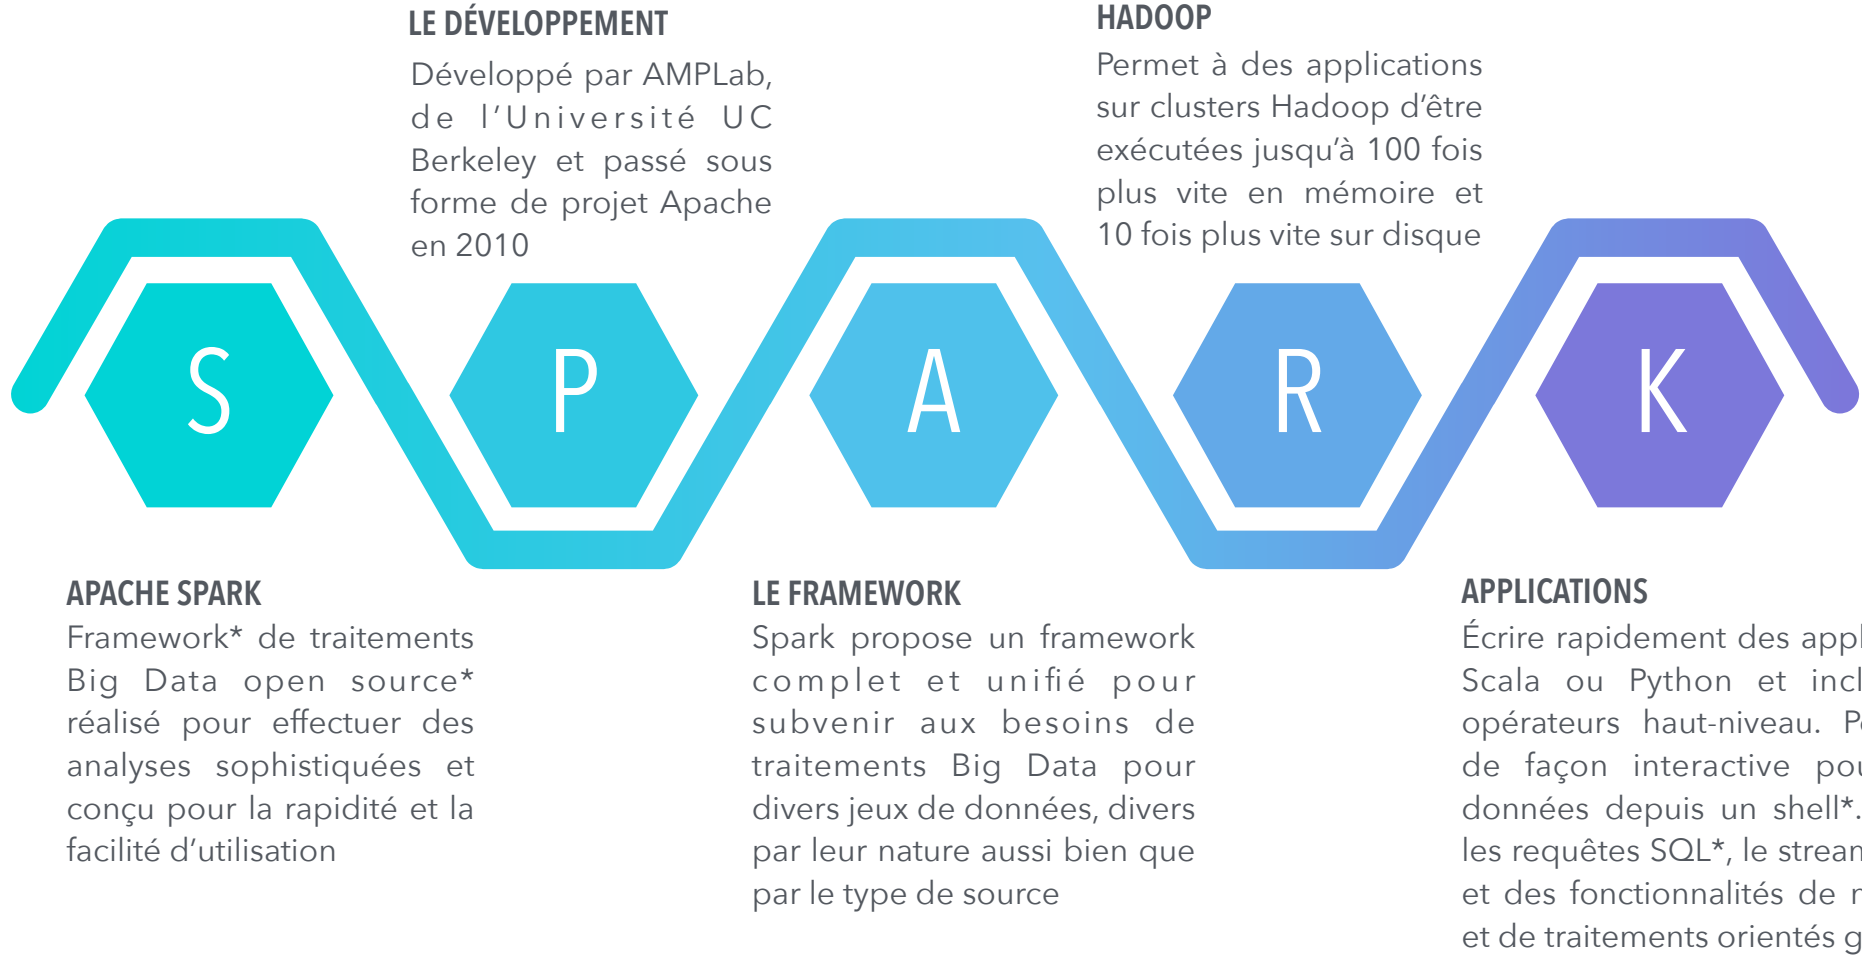 LE DÉVELOPPEMENT
Développé par AMPLab,
de l’Université UC
Berkeley et passé sous
forme de projet Apache
en 2010
HADOOP
Permet à des applications
sur clusters Hadoop d’être
exécutées jusqu’à 100 fois
plus vite en mémoire et
10 fois plus vite sur disque
S P A R K
APACHE SPARK
Framework* de traitements
Big Data open source*
réalisé pour effectuer des
analyses sophistiquées et
conçu pour la rapidité et la
facilité d’utilisation
LE FRAMEWORK
Spark propose un framework
complet et unifié pour
subvenir aux besoins de
traitements Big Data pour
divers jeux de données, divers
par leur nature aussi bien que
par le type de source
APPLICATIONS
Écrire rapidement des
Scala ou Python et
opérateurs haut-niveau.
de façon interactive
données depuis un shell*.
les requêtes SQL*, le
et des fonctionnalités de
et de traitements orientés